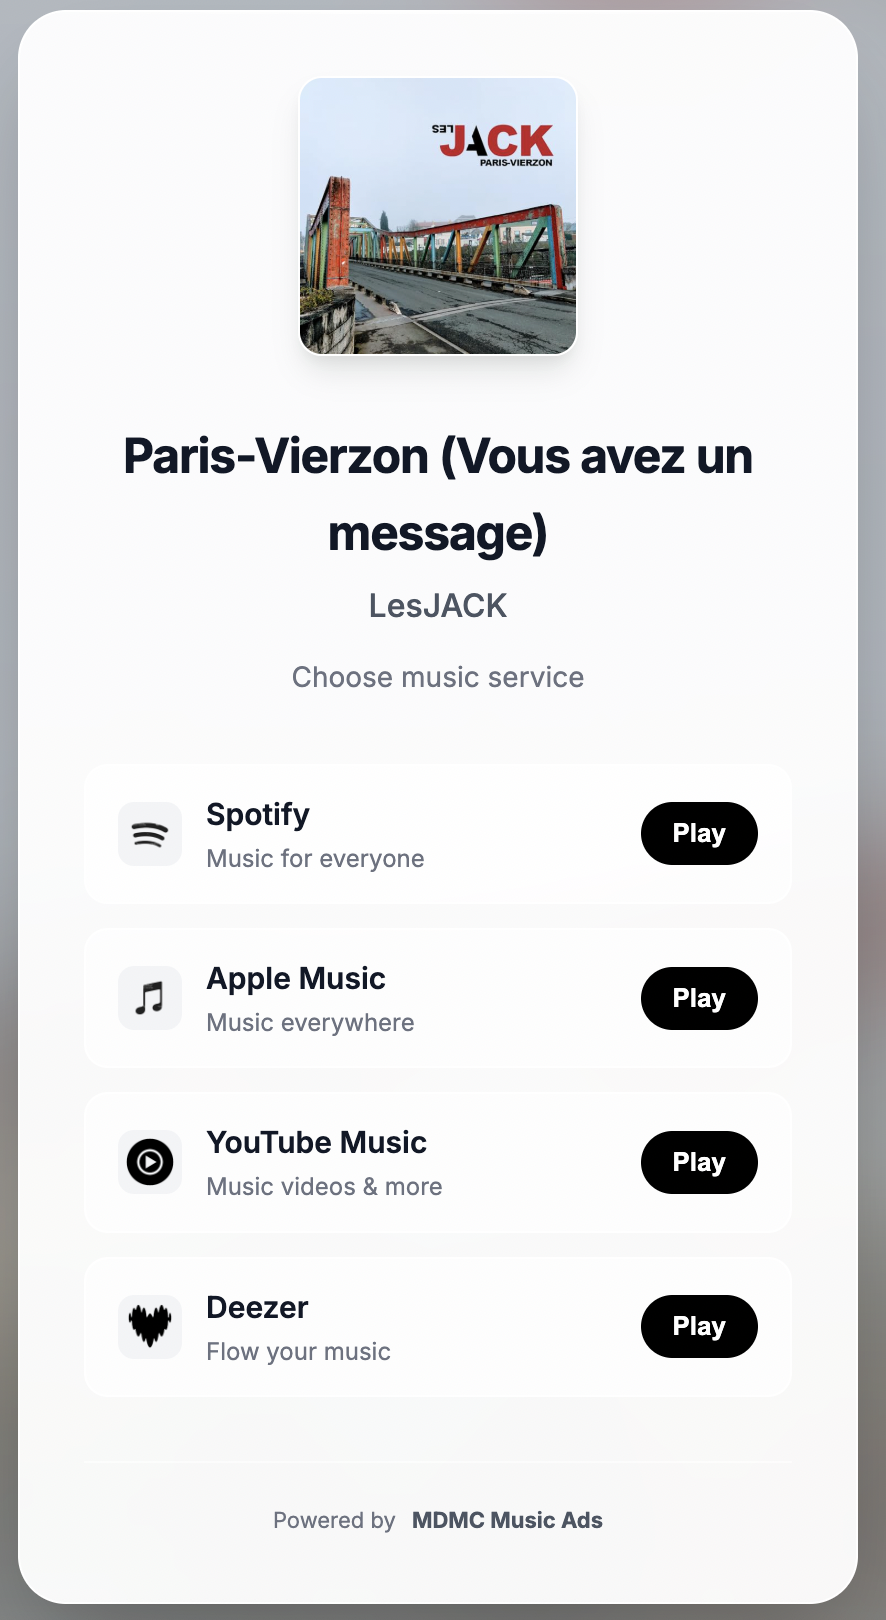 LES
JACK
PARIS-VIERZON
Paris-Vierzon (Vous avez un
message)
LesJACK
Choose music service
Spotify
Music for everyone
Play
Apple Music
Music everywhere
Play
YouTube Music
Music videos & more
Play
Deezer
Flow your music
Play
Powered by MDMC Music Ads